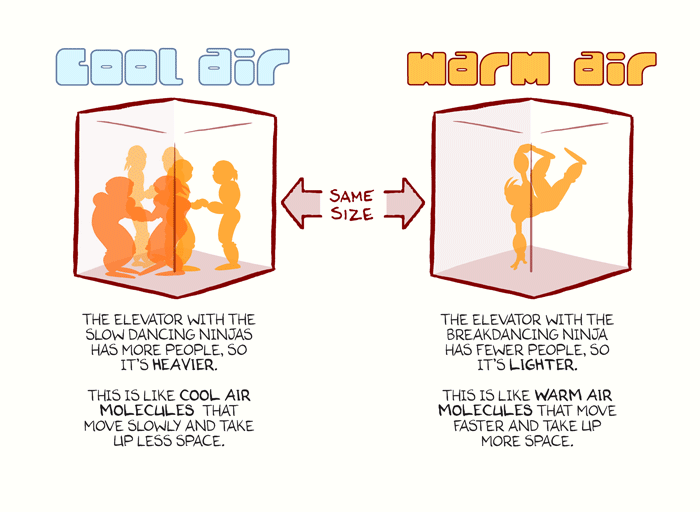 Cool air
warm air
SAME
SIZE
THE ELEVATOR WITH THE
SLOW DANCING NINJAS
HAS MORE PEOPLE, SO
IT'S HEAVIER.
THIS IS LIKE COOL AIR
MOLECULES THAT
MOVE SLOWLY AND TAKE
UP LESS SPACE.
THE ELEVATOR WITH THE
BREAKDANCING NINJA
HAS FEWER PEOPLE, SO
IT'S LIGHTER.
THIS IS LIKE WARM AIR
MOLECULES THAT MOVE
FASTER AND TAKE UP
MORE SPACE.